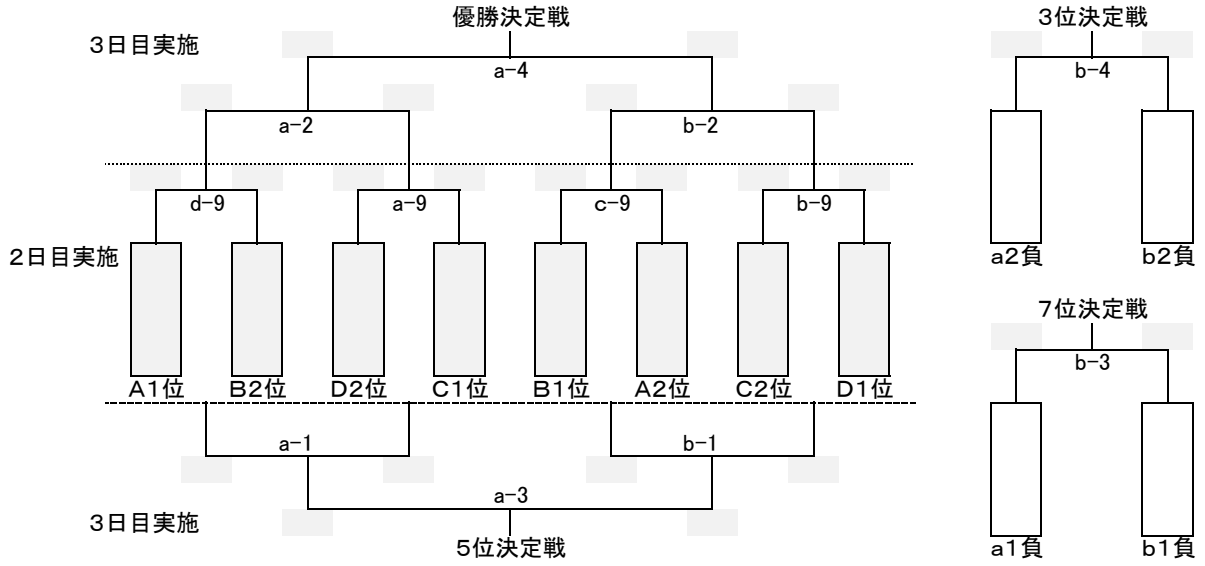 優勝決定戦
3日目実施
a-4
a-2
b-2
d-9
a-9
c-9
b-9
2日目実施
A1位
B2位
D2位
C1位
B1位
A2位
C2位
D1位
a-1
b-1
a-3
3日目実施
5位決定戦
3位決定戦
b-4
a2負
b2負
7位決定戦
b-3
a1負
b1負